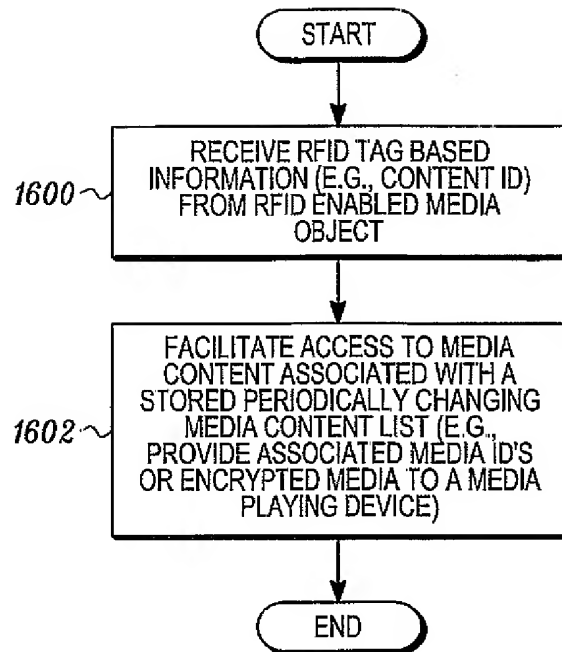 START
RECEIVE RFID TAG BASED
INFORMATION (E.G., CONTENT ID)
FROM RFID ENABLED MEDIA
OBJECT
1600
FACILITATE ACCESS TO MEDIA
CONTENT ASSOCIATED WITH A
STORED PERIODICALLY CHANGING
MEDIA CONTENT LIST (E.G.,
PROVIDE ASSOCIATED MEDIA ID'S
OR ENCRYPTED MEDIA TO A MEDIA
PLAYING DEVICE)
1602
END